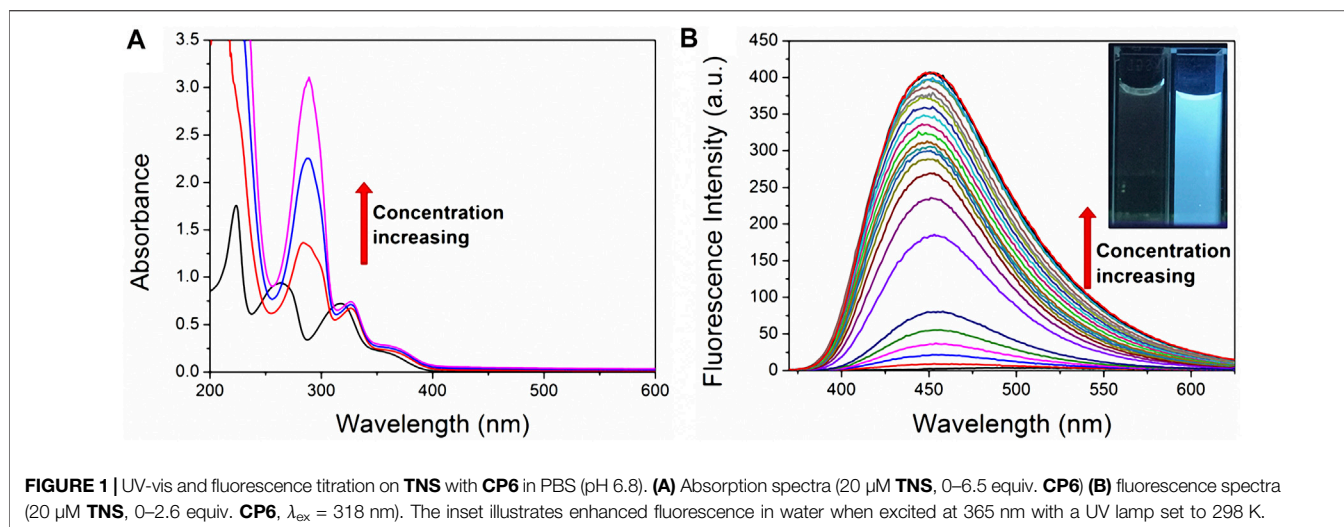 A
3.5
3.0
2.5
2.0
1.5
1.0
0.5
0.0
Absorbance
Concentration
increasing
200 300 400 500 600
Wavelength (nm)
B
450
400
350
300
250
200
150
100
50
0
Fluorescence Intensity (a.u.)
Concentration
increasing
400 450 500 550 600
Wavelength (nm)
FIGURE 1 | UV-vis and fluorescence titration on TNS with CP6 in PBS (pH 6.8). (A) Absorption spectra (20 μM TNS, 0–6.5 equiv. CP6) (B) fluorescence spectra
(20 μM TNS, 0–2.6 equiv. CP6, λex = 318 nm). The inset illustrates enhanced fluorescence in water when excited at 365 nm with a UV lamp set to 298 K.